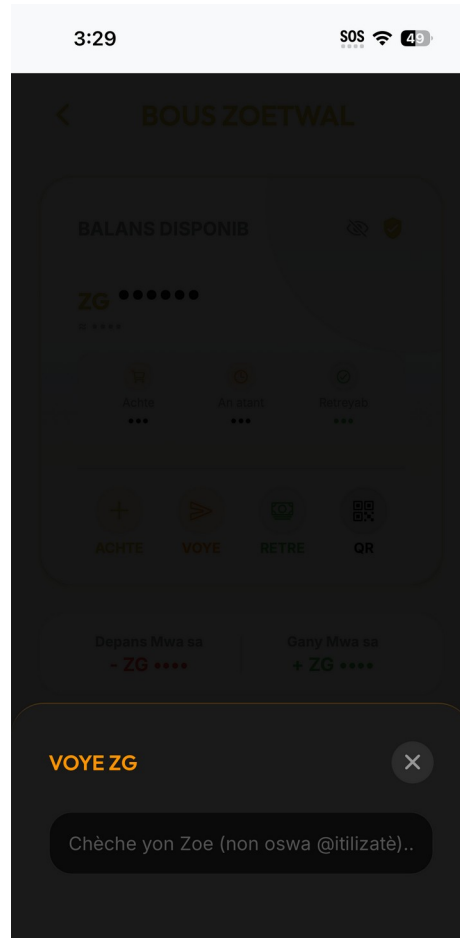 3:29
SOS
49
BOUS ZOETWAL
BALANS DISPONIB
ZG ••••••
Achte
An atant
Retreyab
•••
•••
•••
ACHTE
VOYE
RETRE
QR
Depans Mwa sa
Gany Mwa sa
- ZG ••••
+ ZG ••••
VOYE ZG
Chèche yon Zoe (non oswa @itilizatè)..